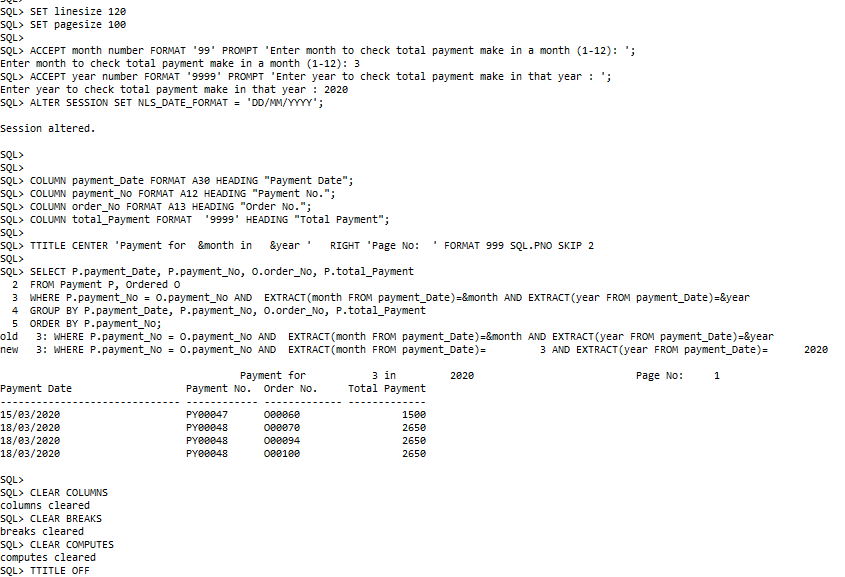 SQL>
SQL> SET linesize 120
SQL> SET pagesize 100
SQL>
SQL> ACCEPT month number FORMAT '99' PROMPT 'Enter month to check total payment make in a month (1-12): ';
Enter month to check total payment make in a month (1-12): 3
SQL> ACCEPT year number FORMAT '9999' PROMPT 'Enter year to check total payment make in that year : ';
Enter year to check total payment make in that year : 2020
SQL> ALTER SESSION SET NLS_DATE_FORMAT = 'DD/MM/YYYY';
Session altered.
SQL>
SQL>
SQL> COLUMN payment_Date FORMAT A30 HEADING "Payment Date";
SQL> COLUMN payment_No FORMAT A12 HEADING "Payment No.";
SQL> COLUMN order_No FORMAT A13 HEADING "Order No.";
SQL> COLUMN total_Payment FORMAT  '9999' HEADING "Total Payment";
SQL>
SQL> TTITLE CENTER 'Payment for  &month in   &year '   RIGHT 'Page No:  ' FORMAT 999 SQL.PNO SKIP 2
SQL>
SQL> SELECT P.payment_Date, P.payment_No, O.order_No, P.total_Payment
  2  FROM Payment P, Ordered O
  3  WHERE P.payment_No = O.payment_No AND  EXTRACT(month FROM payment_Date)=&month AND EXTRACT(year FROM payment_Date)=&year
  4  GROUP BY P.payment_Date, P.payment_No, O.order_No, P.total_Payment
  5  ORDER BY P.payment_No;
old   3: WHERE P.payment_No = O.payment_No AND  EXTRACT(month FROM payment_Date)=&month AND EXTRACT(year FROM payment_Date)=&year
new   3: WHERE P.payment_No = O.payment_No AND  EXTRACT(month FROM payment_Date)=         3 AND EXTRACT(year FROM payment_Date)=      2020
                                        Payment for           3 in         2020                           Page No:     1
Payment Date                   Payment No.  Order No.     Total Payment
------------------------------ ------------ ------------- -------------
15/03/2020                     PY00047      O00060                 1500
18/03/2020                     PY00048      O00070                 2650
18/03/2020                     PY00048      O00094                 2650
18/03/2020                     PY00048      O00100                 2650
SQL>
SQL> CLEAR COLUMNS
columns cleared
SQL> CLEAR BREAKS
breaks cleared
SQL> CLEAR COMPUTES
computes cleared
SQL> TTITLE OFF